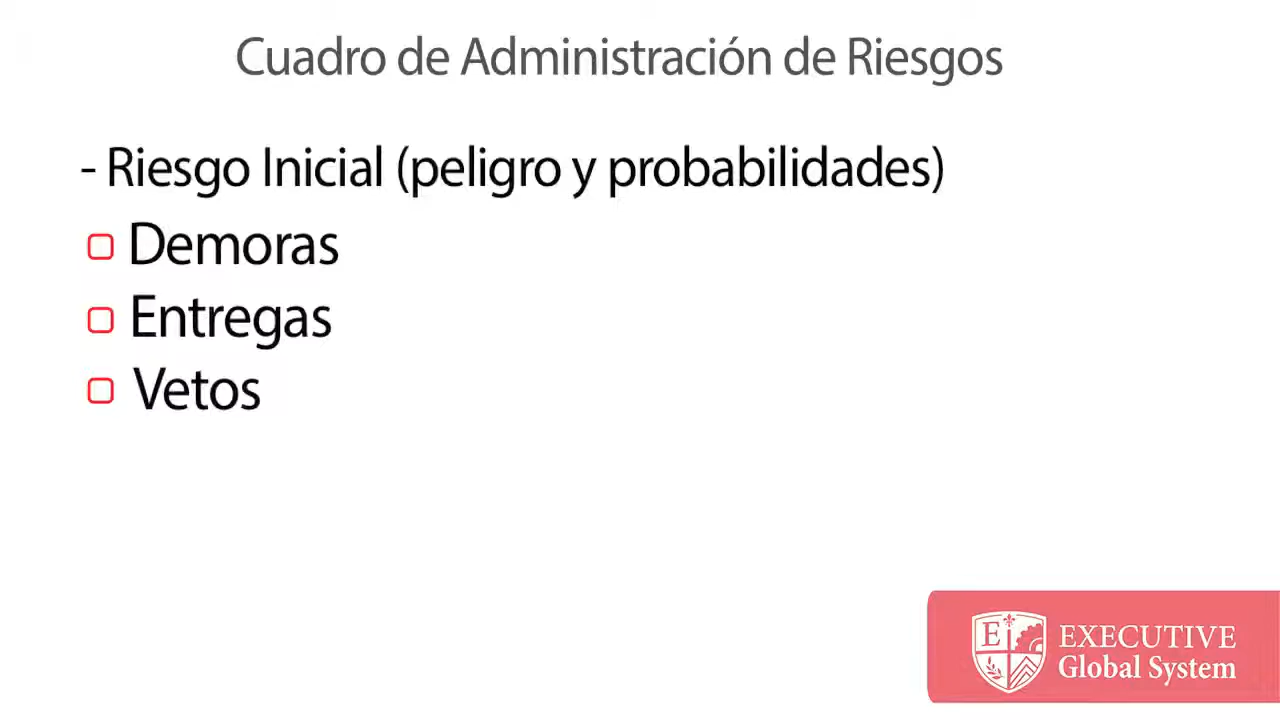 Cuadro de Administración de Riesgos
- Riesgo Inicial (peligro y probabilidades)
Demoras
Entregas
Vetos
E
EXECUTIVE
Global System